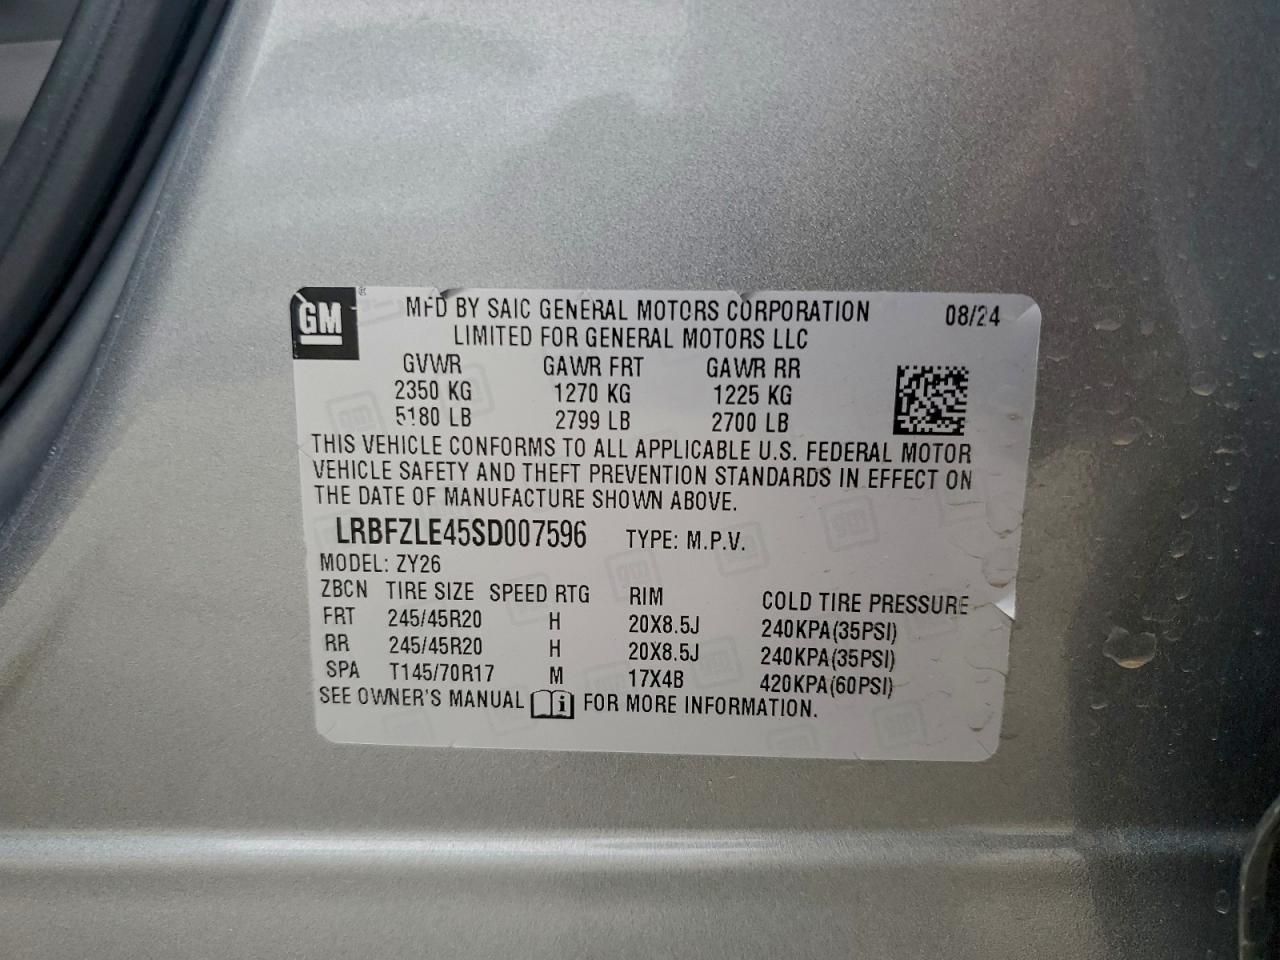 GM
MFD BY SAIC GENERAL MOTORS CORPORATION 08/24
LIMITED FOR GENERAL MOTORS LLC
GVWR GAWR FRT GAWR RR
2350 KG 1270 KG 1225 KG
5180 LB 2799 LB 2700 LB
THIS VEHICLE CONFORMS TO ALL APPLICABLE U.S. FEDERAL MOTOR
VEHICLE SAFETY AND THEFT PREVENTION STANDARDS IN EFFECT ON
THE DATE OF MANUFACTURE SHOWN ABOVE.
LRBFZLE45SD007596 TYPE: M.P.V.
MODEL: ZY26
ZBCN TIRE SIZE SPEED RTG RIM COLD TIRE PRESSURE
FRT 245/45R20 H 20X8.5J 240KPA(35PSI)
RR 245/45R20 H 20X8.5J 240KPA(35PSI)
SPA T145/70R17 M 17X4B 420KPA(60PSI)
SEE OWNER'S MANUAL i FOR MORE INFORMATION.